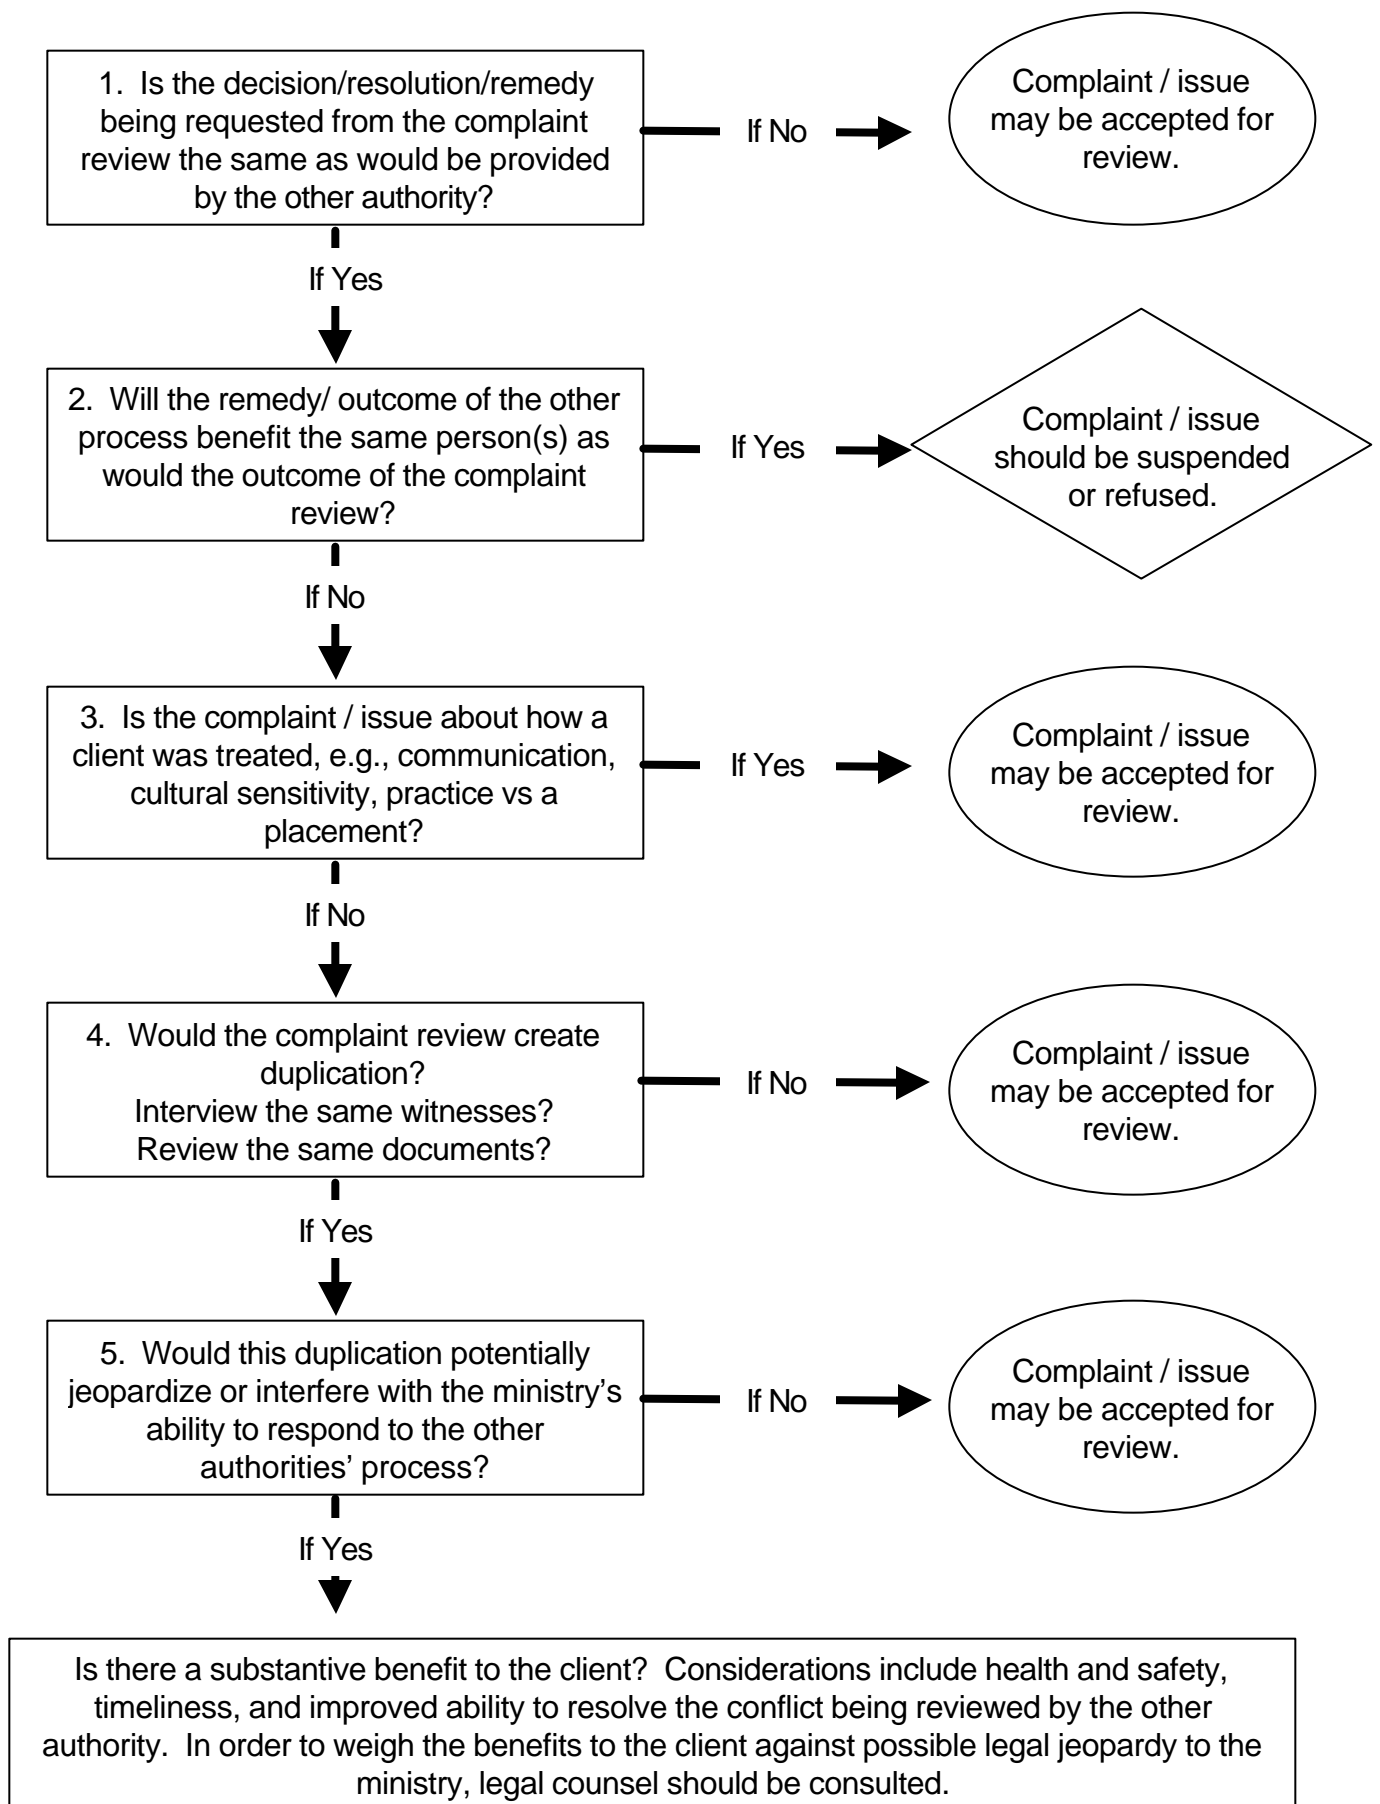 1. Is the decision/resolution/remedy
being requested from the complaint
review the same as would be provided
by the other authority?
If No
Complaint / issue
may be accepted for
review.
If Yes
2. Will the remedy/ outcome of the other
process benefit the same person(s) as
would the outcome of the complaint
review?
If Yes
Complaint / issue
should be suspended
or refused.
If No
3. Is the complaint / issue about how a
client was treated, e.g., communication,
cultural sensitivity, practice vs a
placement?
If Yes
Complaint / issue
may be accepted for
review.
If No
4. Would the complaint review create
duplication?
Interview the same witnesses?
Review the same documents?
If No
Complaint / issue
may be accepted for
review.
If Yes
5. Would this duplication potentially
jeopardize or interfere with the ministry’s
ability to respond to the other
authorities’ process?
If No
Complaint / issue
may be accepted for
review.
If Yes
Is there a substantive benefit to the client? Considerations include health and safety,
timeliness, and improved ability to resolve the conflict being reviewed by the other
authority. In order to weigh the benefits to the client against possible legal jeopardy to the
ministry, legal counsel should be consulted.